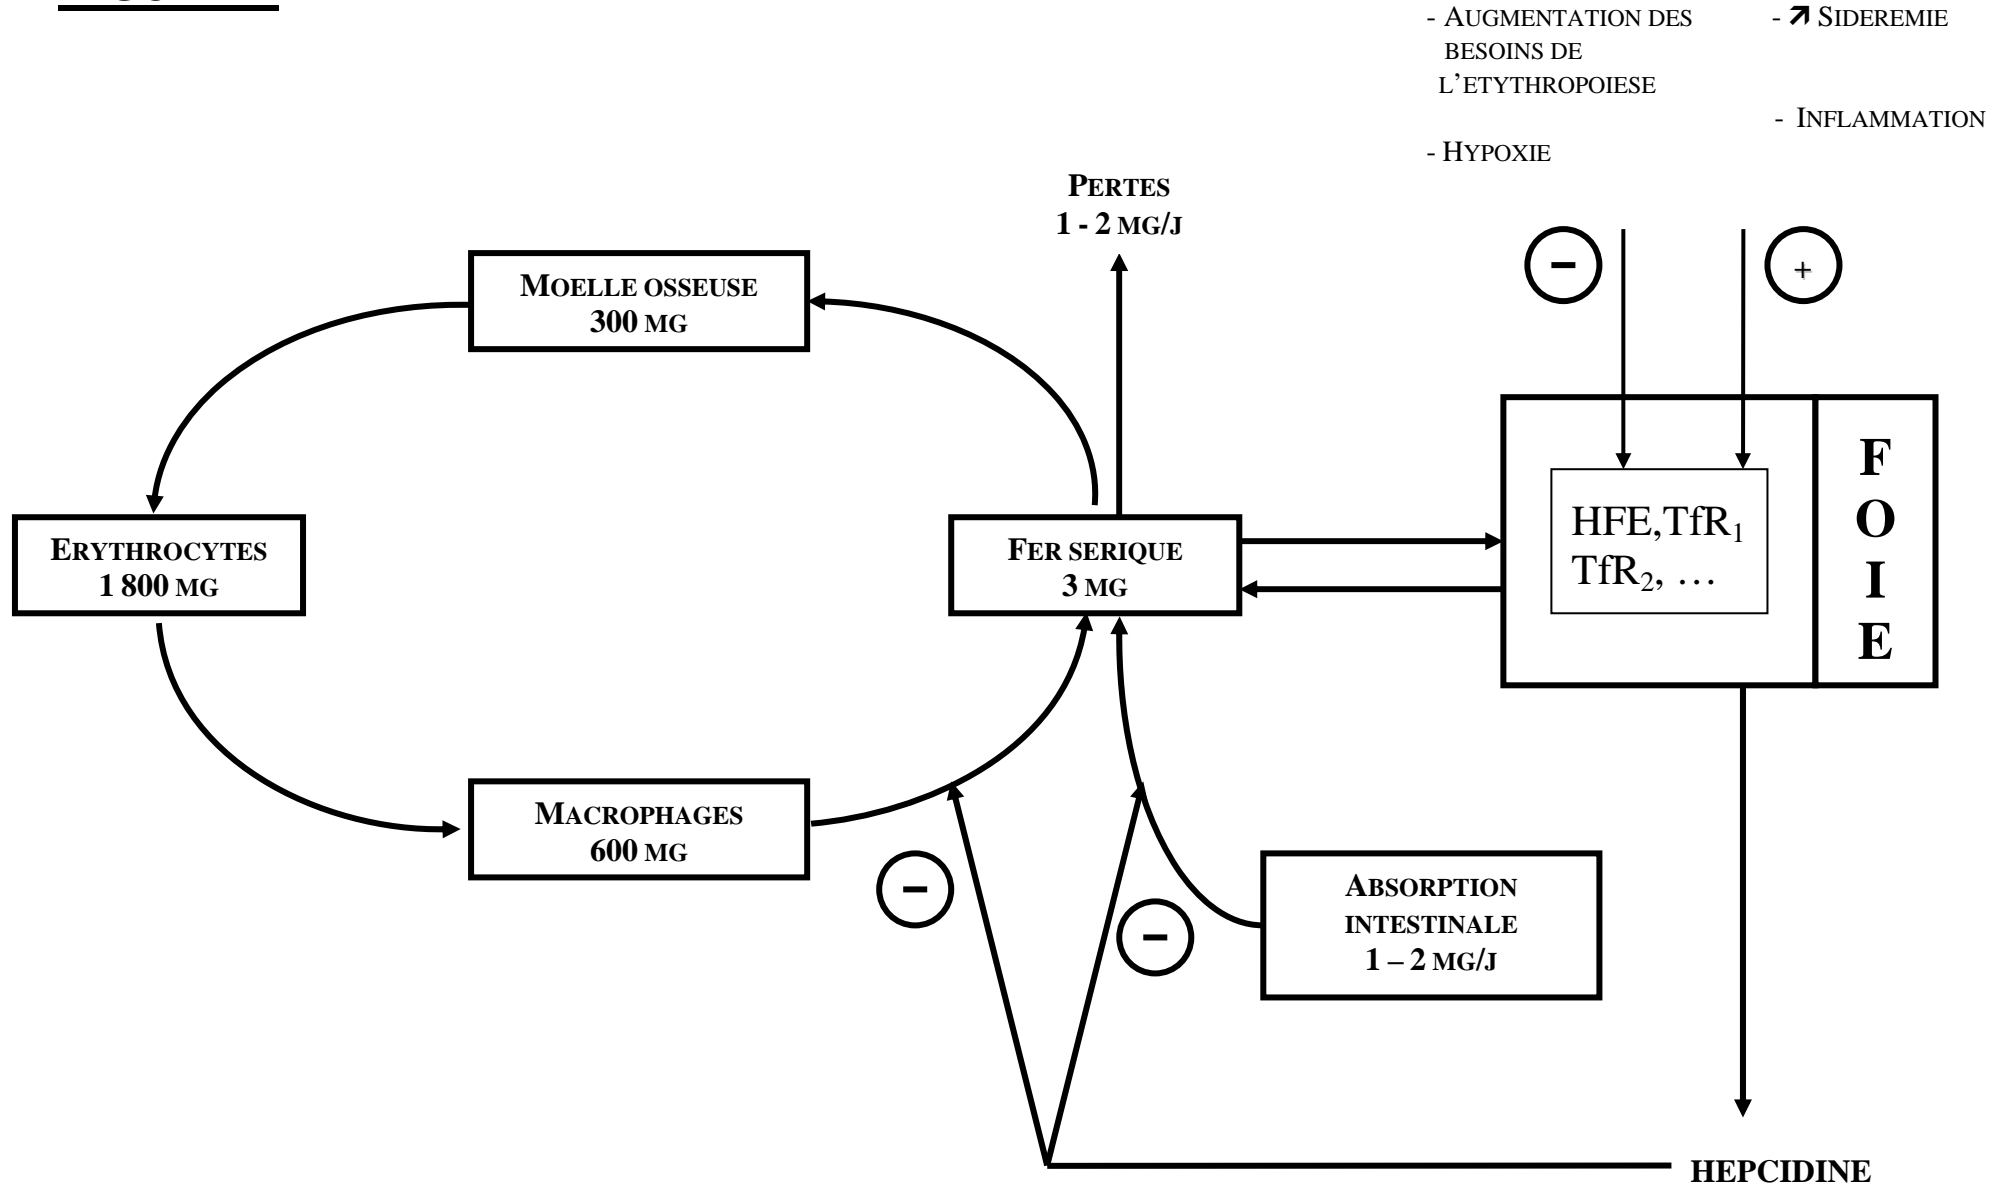 - AUGMENTATION DES
BESOINS DE
L’ETYTHROPOIESE
- HYPOXIE
- ↗ SIDEREMIE
- INFLAMMATION
PERTES
1 - 2 MG/J
−
+
MOELLE OSSEUSE
300 MG
F
O
I
E
HFE,TfR₁
TfR₂, …
ERYTHROCYTES
1 800 MG
FER SERIQUE
3 MG
MACROPHAGES
600 MG
−
−
ABSORPTION
INTESTINALE
1 – 2 MG/J
HEPCIDINE